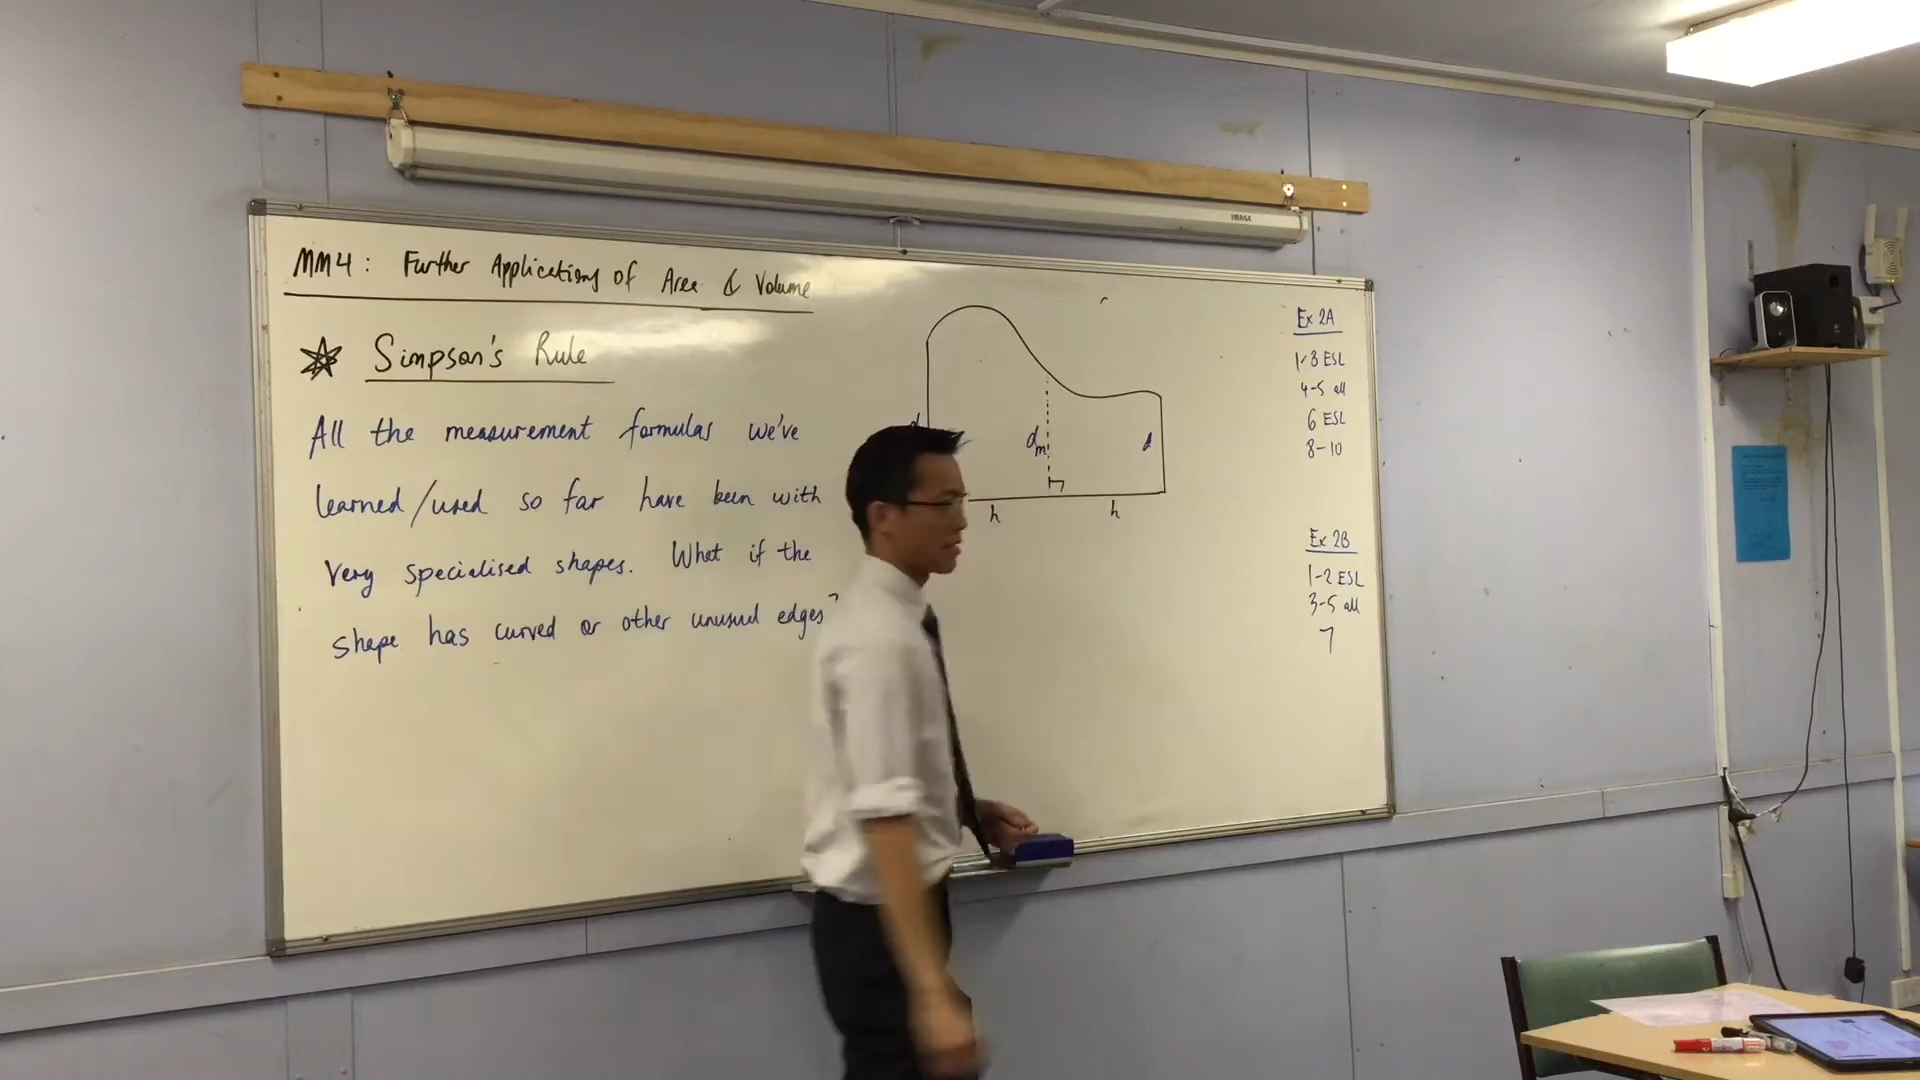 MM4: Further Applications of Area & Volume
Simpson's Rule
All the measurement formulas we've
learned/used so far have been with
very specialised shapes. What if the
shape has curved or other unusual edges?
d
dm
d
h
h
Ex 2A
1-3 ESL
4-5 all
6 ESL
8-10
Ex 2B
1-2 ESL
3-5 all
7
IMAGE